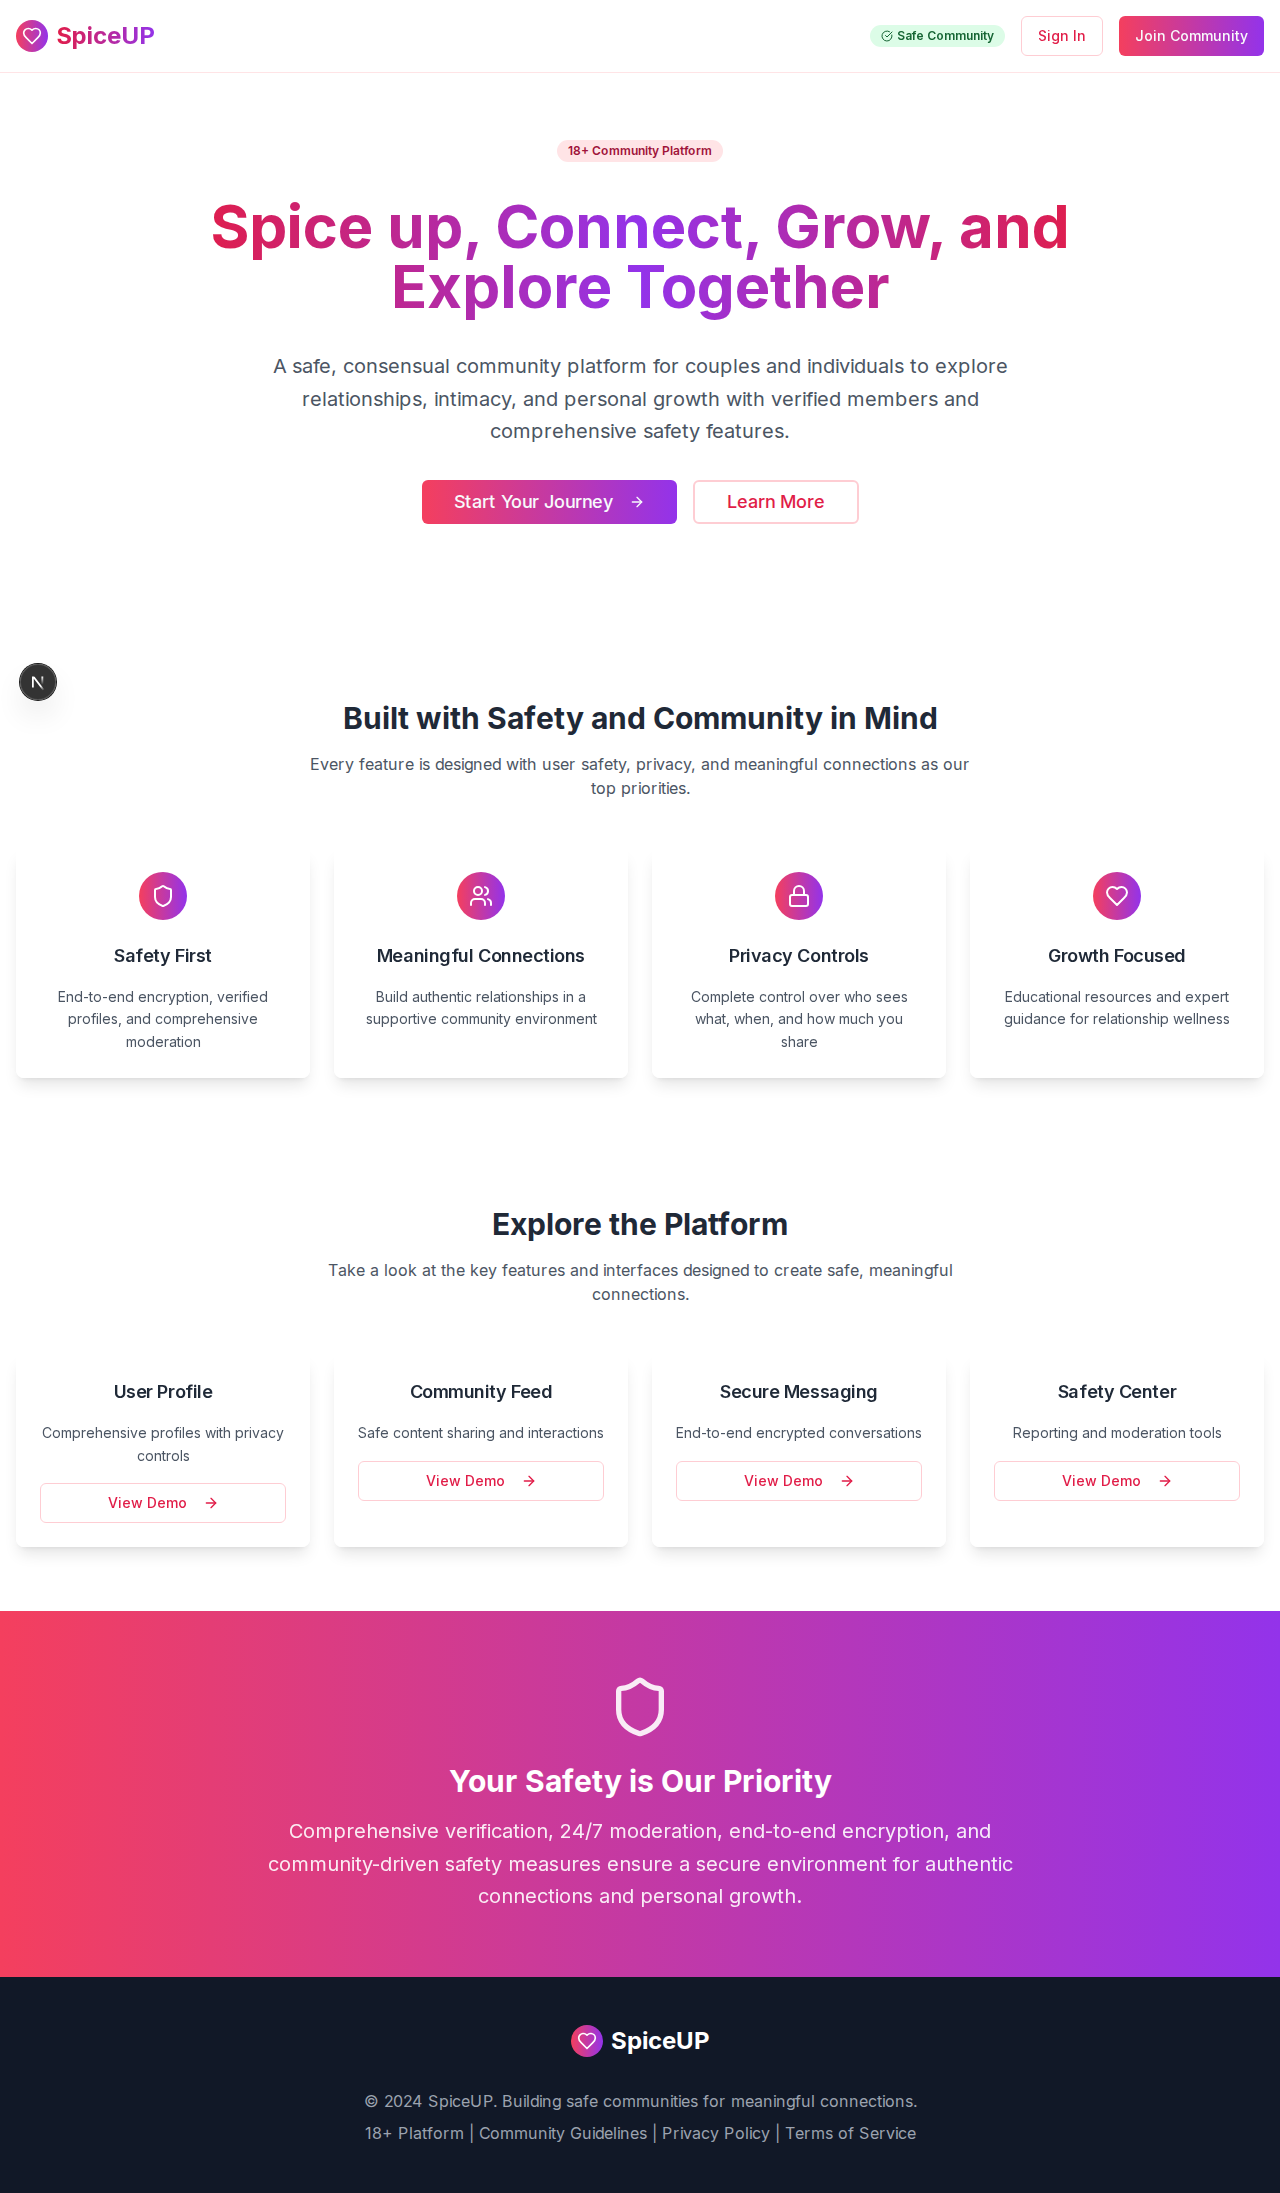 SpiceUP
Safe Community
Sign In
Join Community
18+ Community Platform
Spice up, Connect, Grow, and
Explore Together
A safe, consensual community platform for couples and individuals to explore
relationships, intimacy, and personal growth with verified members and
comprehensive safety features.
Start Your Journey
Learn More
N
Built with Safety and Community in Mind
Every feature is designed with user safety, privacy, and meaningful connections as our
top priorities.
Safety First
End-to-end encryption, verified
profiles, and comprehensive
moderation
Meaningful Connections
Build authentic relationships in a
supportive community environment
Privacy Controls
Complete control over who sees
what, when, and how much you
share
Growth Focused
Educational resources and expert
guidance for relationship wellness
Explore the Platform
Take a look at the key features and interfaces designed to create safe, meaningful
connections.
User Profile
Comprehensive profiles with privacy
controls
View Demo
Community Feed
Safe content sharing and interactions
View Demo
Secure Messaging
End-to-end encrypted conversations
View Demo
Safety Center
Reporting and moderation tools
View Demo
Your Safety is Our Priority
Comprehensive verification, 24/7 moderation, end-to-end encryption, and
community-driven safety measures ensure a secure environment for authentic
connections and personal growth.
SpiceUP
© 2024 SpiceUP. Building safe communities for meaningful connections.
18+ Platform | Community Guidelines | Privacy Policy | Terms of Service